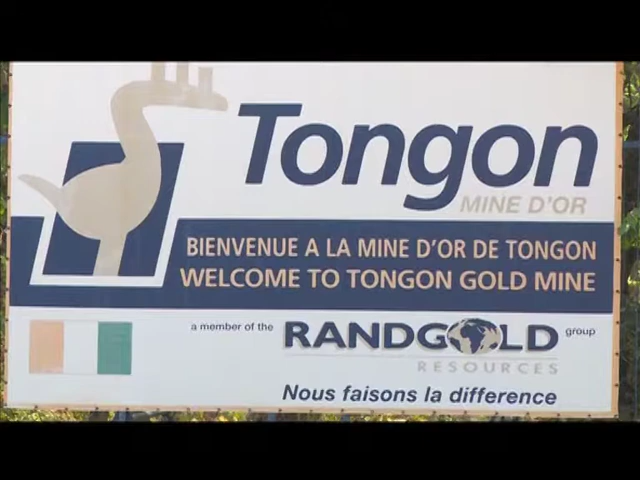 Tongon
MINE D'OR
BIENVENUE A LA MINE D'OR DE TONGON
WELCOME TO TONGON GOLD MINE
a member of the RANDGOLD group
RESOURCES
Nous faisons la difference